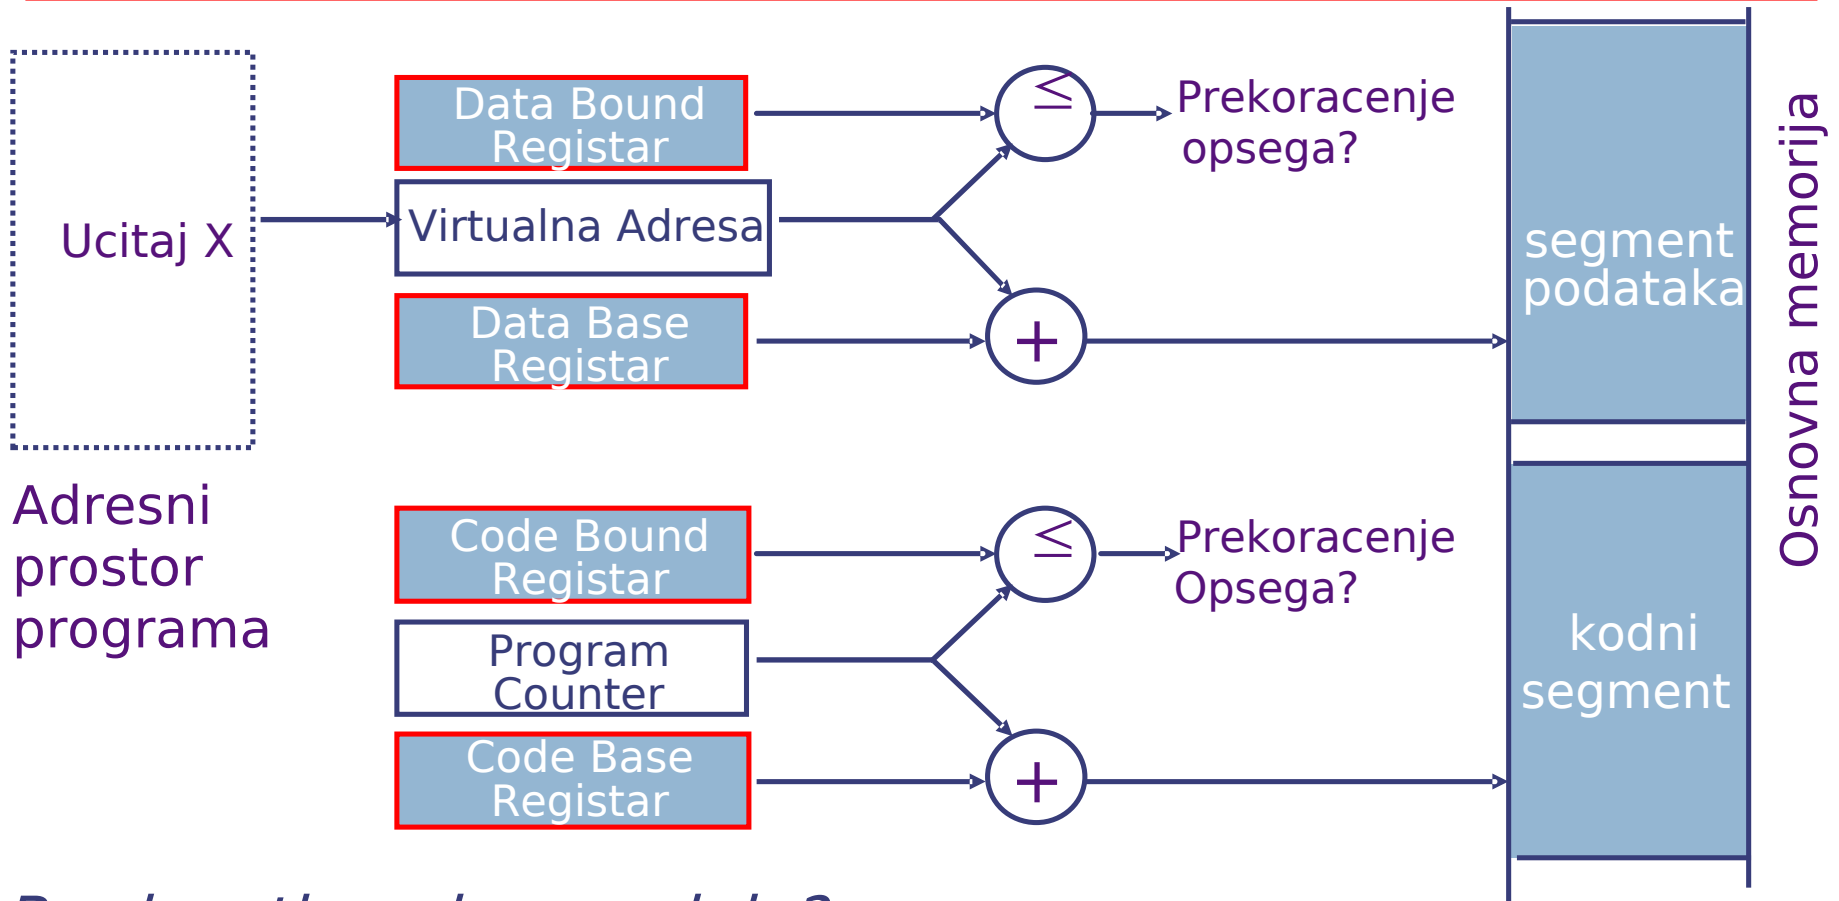 Data Bound
Registar
≤
Prekoracenje
opsega?
Ucitaj X
Virtualna Adresa
Data Base
Registar
+
segment
podataka
Osnovna memorija
Adresni
prostor
programa
Code Bound
Registar
≤
Prekoracenje
Opsega?
Program
Counter
Code Base
Registar
+
kodni
segment